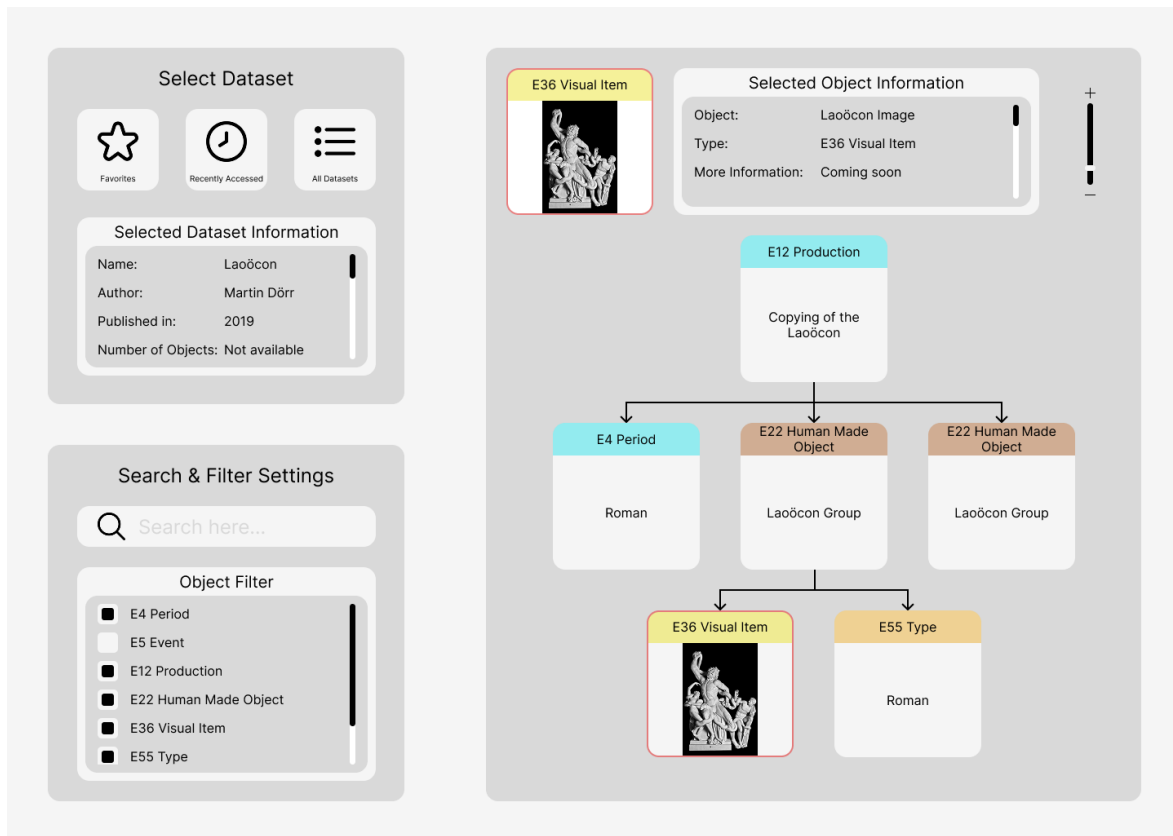 Select Dataset
Favorites
Recently Accessed
All Datasets
Selected Dataset Information
Name: Laoöcon
Author: Martin Dörr
Published in: 2019
Number of Objects: Not available
Search & Filter Settings
Search here...
Object Filter
E4 Period
E5 Event
E12 Production
E22 Human Made Object
E36 Visual Item
E55 Type
E36 Visual Item
Selected Object Information
Object: Laoöcon Image
Type: E36 Visual Item
More Information: Coming soon
+
−
E12 Production
Copying of the
Laoöcon
E4 Period
Roman
E22 Human Made
Object
Laoöcon Group
E22 Human Made
Object
Laoöcon Group
E36 Visual Item
E55 Type
Roman